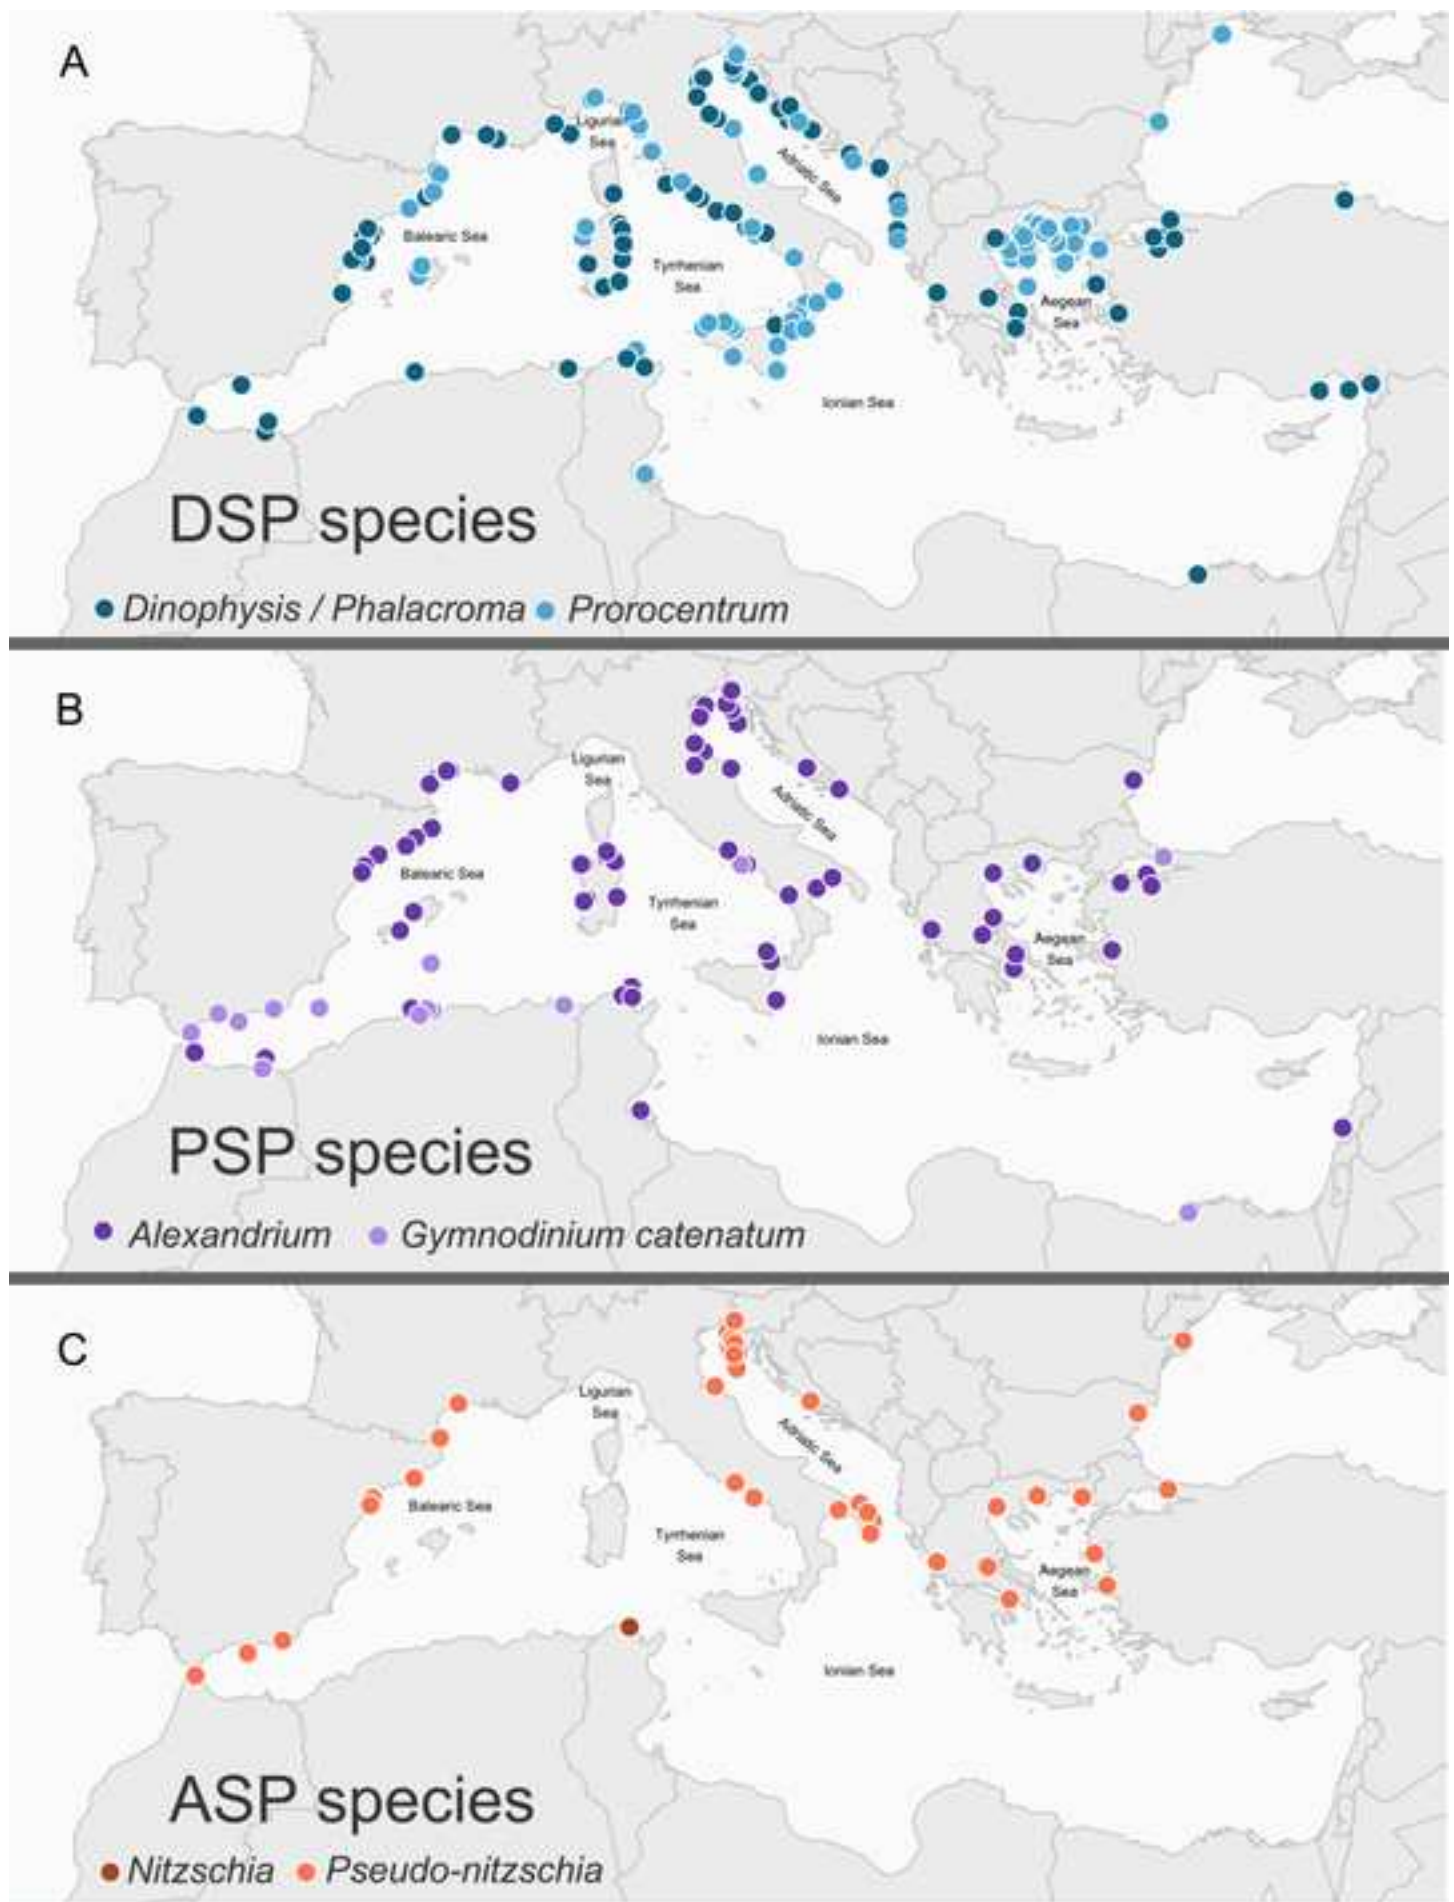 A
Ligurian
Sea
Adriatic Sea
Balearic Sea
Tyrrhenian
Sea
Aegean
Sea
Ionian Sea
DSP species
Dinophysis / Phalacroma Prorocentrum
B
Ligurian
Sea
Adriatic Sea
Balearic Sea
Tyrrhenian
Sea
Aegean
Sea
Ionian Sea
PSP species
Alexandrium Gymnodinium catenatum
C
Ligurian
Sea
Adriatic Sea
Balearic Sea
Tyrrhenian
Sea
Aegean
Sea
Ionian Sea
ASP species
Nitzschia Pseudo-nitzschia